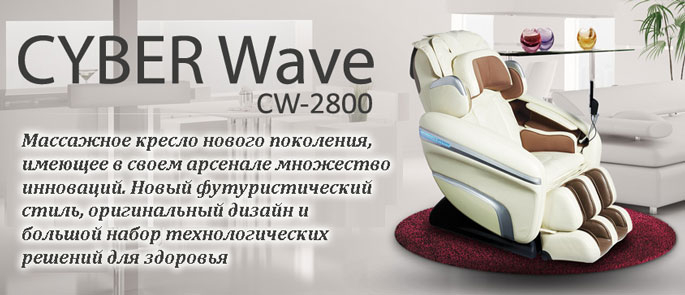 CYBER Wave
CW-2800
Массажное кресло нового поколения,
имеющее в своем арсенале множество
инноваций. Новый футуристический
стиль, оригинальный дизайн и
большой набор технологических
решений для здоровья